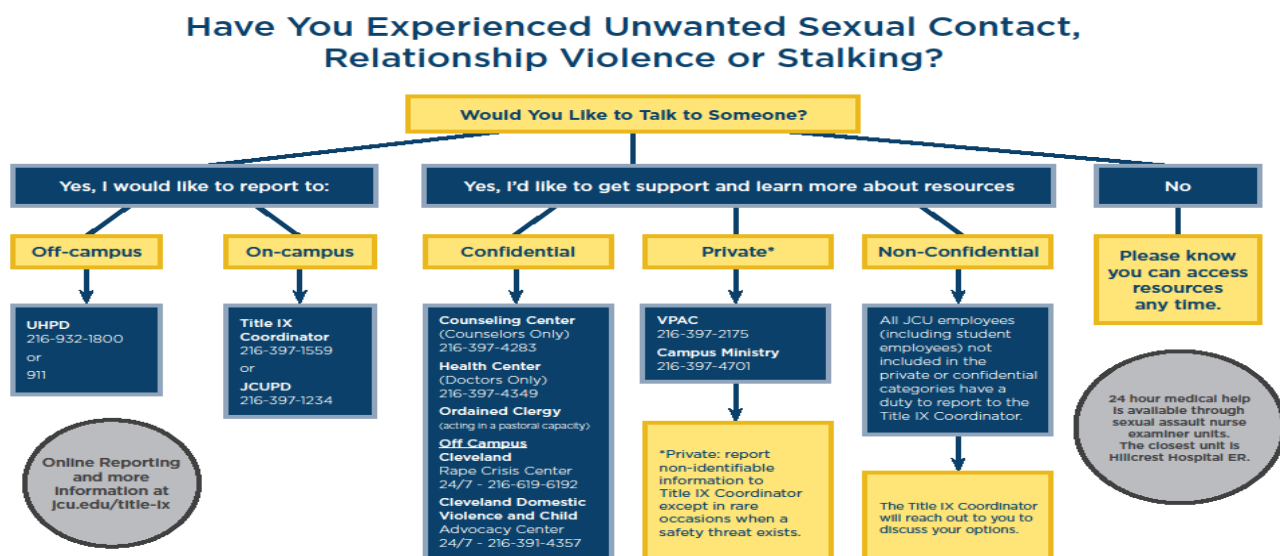 Have You Experienced Unwanted Sexual Contact,
Relationship Violence or Stalking?
Would You Like to Talk to Someone?
Yes, I would like to report to:
Off-campus
UHPD
216-932-1800
or
911
On-campus
Title IX
Coordinator
216-397-1559
or
JCUPD
216-397-1234
Online Reporting
and more
information at
jcu.edu/title-ix
Yes, I'd like to get support and learn more about resources
Confidential
Counseling Center
(Counselors Only)
216-397-4283
Health Center
(Doctors Only)
216-397-4349
Ordained Clergy
(acting in a pastoral capacity)
Off Campus
Cleveland
Rape Crisis Center
24/7 - 216-619-6192
Cleveland Domestic
Violence and Child
Advocacy Center
24/7 - 216-391-4357
Private*
VPAC
216-397-2175
Campus Ministry
216-397-4701
*Private: report
non-identifiable
information to
Title IX Coordinator
except in rare
occasions when a
safety threat exists.
Non-Confidential
All JCU employees
(including student
employees) not
included in the
private or confidential
categories have a
duty to report to the
Title IX Coordinator.
The Title IX Coordinator
will reach out to you to
discuss your options.
No
Please know
you can access
resources
any time.
24 hour medical help
is available through
sexual assault nurse
examiner units.
The closest unit is
Hillcrest Hospital ER.